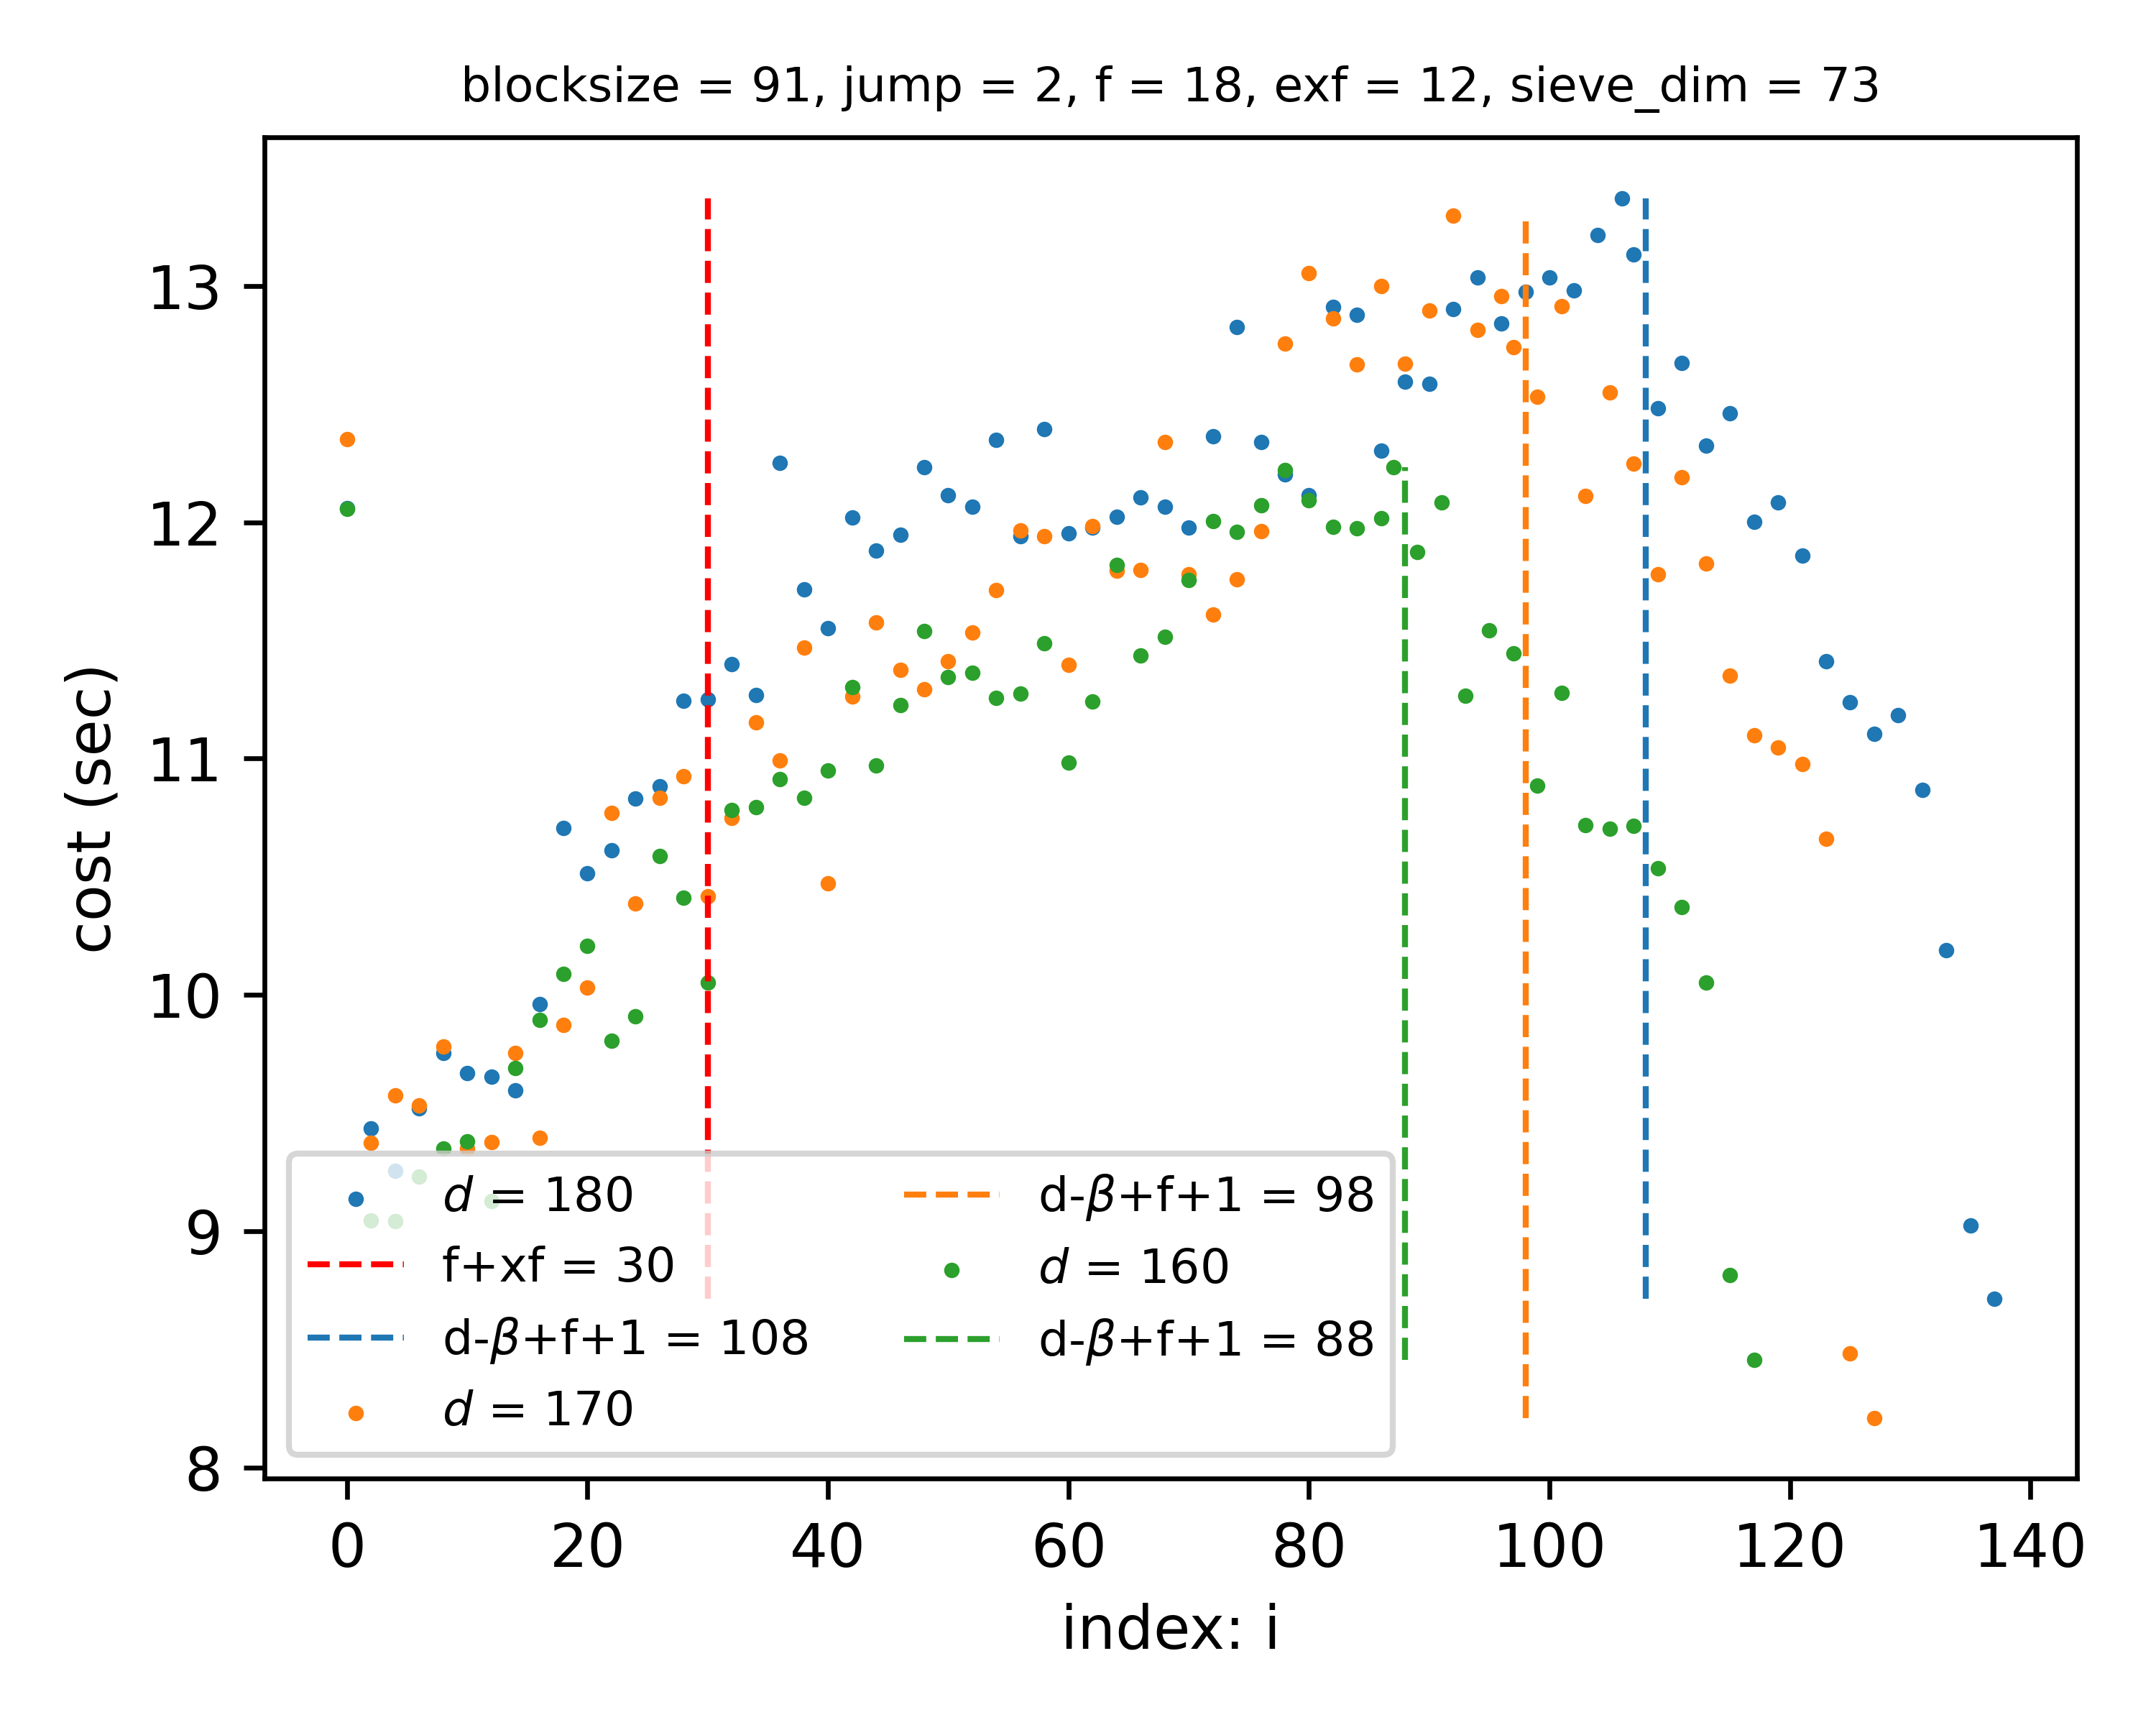 blocksize = 91, jump = 2, f = 18, exf = 12, sieve_dim = 73
cost (sec)
13
12
11
10
9
8
d = 180
f+xf = 30
d-β+f+1 = 108
d = 170
d-β+f+1 = 98
d = 160
d-β+f+1 = 88
0 20 40 60 80 100 120 140
index: i